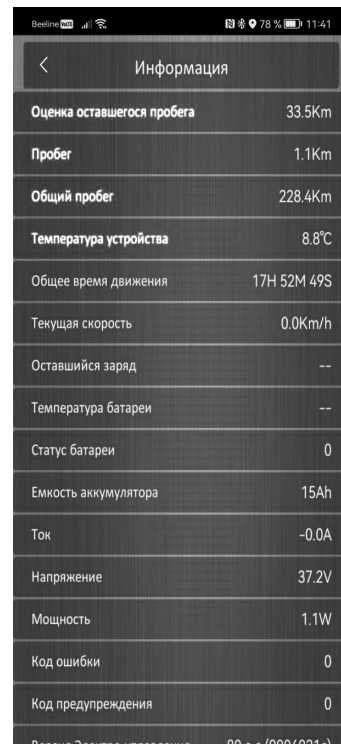 Beeline VoLTE 78 % 11:41
Информация
Оценка оставшегося пробега 33.5Km
Пробег 1.1Km
Общий пробег 228.4Km
Температура устройства 8.8℃
Общее время движения 17H 52M 49S
Текущая скорость 0.0Km/h
Оставшийся заряд --
Температура батареи --
Статус батареи 0
Емкость аккумулятора 15Ah
Ток -0.0A
Напряжение 37.2V
Мощность 1.1W
Код ошибки 0
Код предупреждения 0